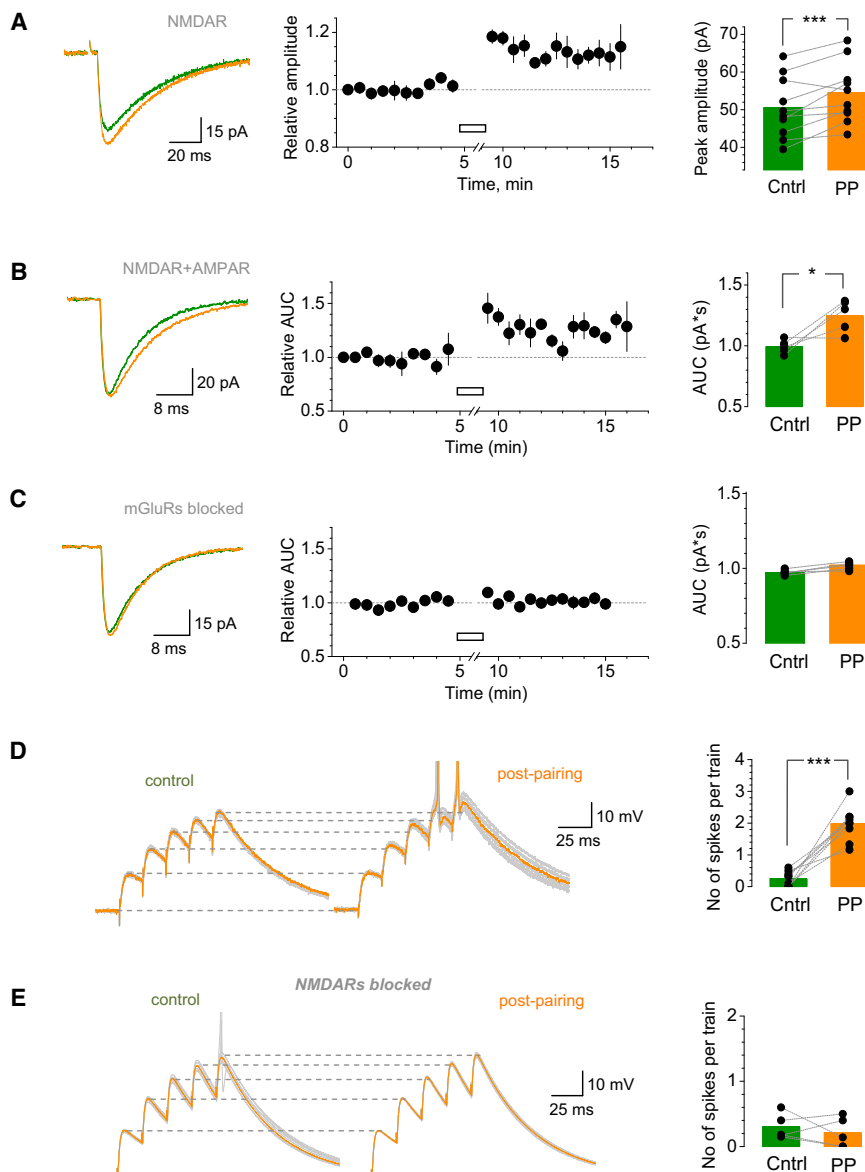 A
NMDAR
15 pA
20 ms
Relative amplitude
1.2
1.0
0.8
0
5
10
15
Time, min
***
Peak amplitude (pA)
70
60
50
40
Cntrl
PP
B
NMDAR+AMPAR
20 pA
8 ms
Relative AUC
1.5
1.0
0.5
0
5
10
15
Time (min)
*
AUC (pA*s)
1.5
1.0
0.5
Cntrl
PP
C
mGluRs blocked
15 pA
8 ms
Relative AUC
1.5
1.0
0.5
0
5
10
15
Time (min)
AUC (pA*s)
1.5
1.0
0.5
Cntrl
PP
D
control
post-pairing
10 mV
25 ms
***
No of spikes per train
4
3
2
1
0
Cntrl
PP
E
NMDARs blocked
control
post-pairing
10 mV
25 ms
No of spikes per train
2
1
0
Cntrl
PP